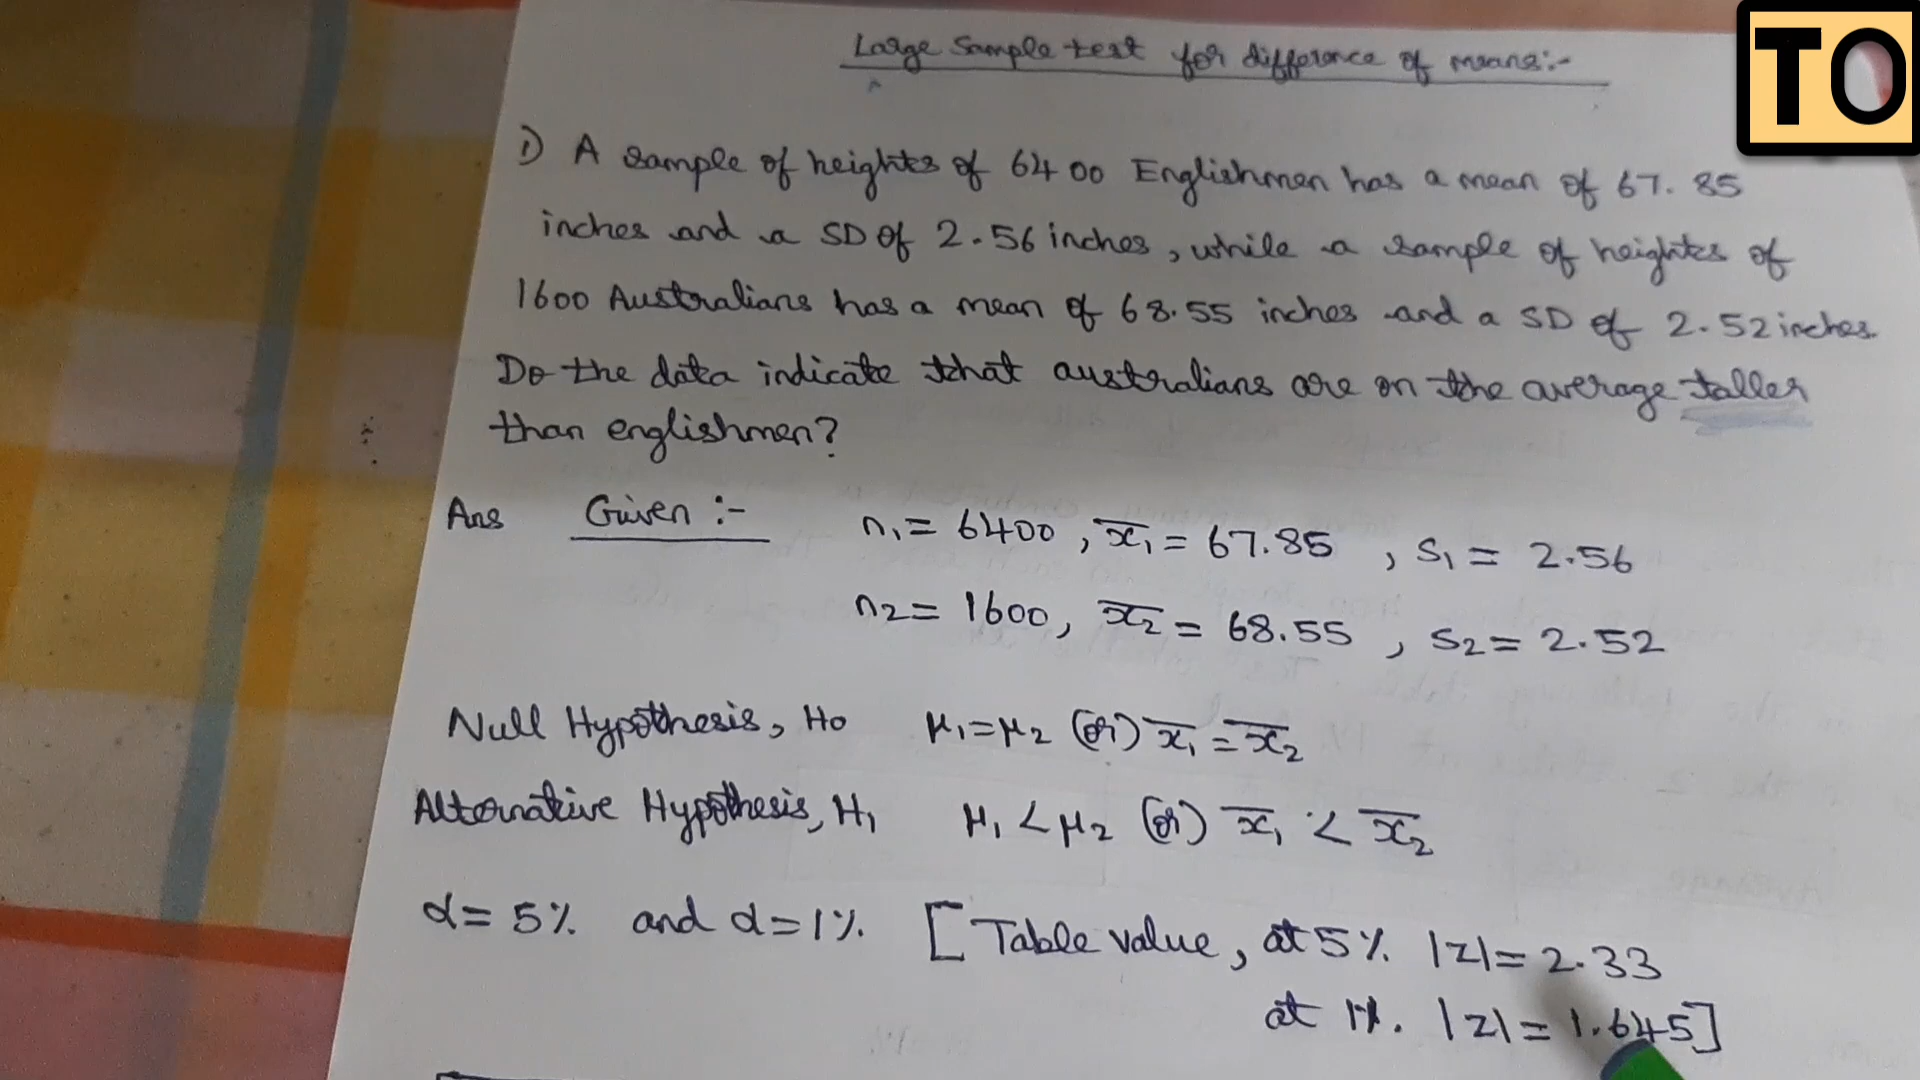 TO
Large Sample test for difference of means:-
1) A sample of heights of 6400 Englishmen has a mean of 67.85
inches and a SD of 2.56 inches, while a sample of heights of
1600 Australians has a mean of 68.55 inches and a SD of 2.52 inches.
Do the data indicate that australians are on the average taller
than englishmen?
Ans Given :- n₁ = 6400, x̄₁ = 67.85, s₁ = 2.56
n₂ = 1600, x̄₂ = 68.55, s₂ = 2.52
Null Hypothesis, H₀ μ₁ = μ₂ (or) x̄₁ = x̄₂
Alternative Hypothesis, H₁ μ₁ < μ₂ (or) x̄₁ < x̄₂
α = 5% and α = 1% [Table value, at 5% |z| = 2.33
at 1%. |z| = 1.645]